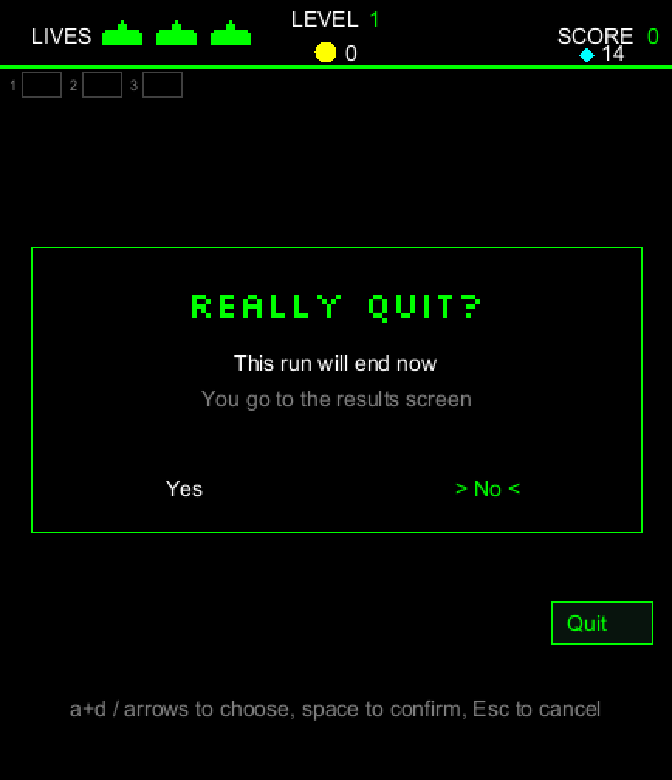 LIVES
LEVEL 1
0
SCORE 0
14
1 2 3
REALLY QUIT?
This run will end now
You go to the results screen
Yes > No <
Quit
a+d / arrows to choose, space to confirm, Esc to cancel